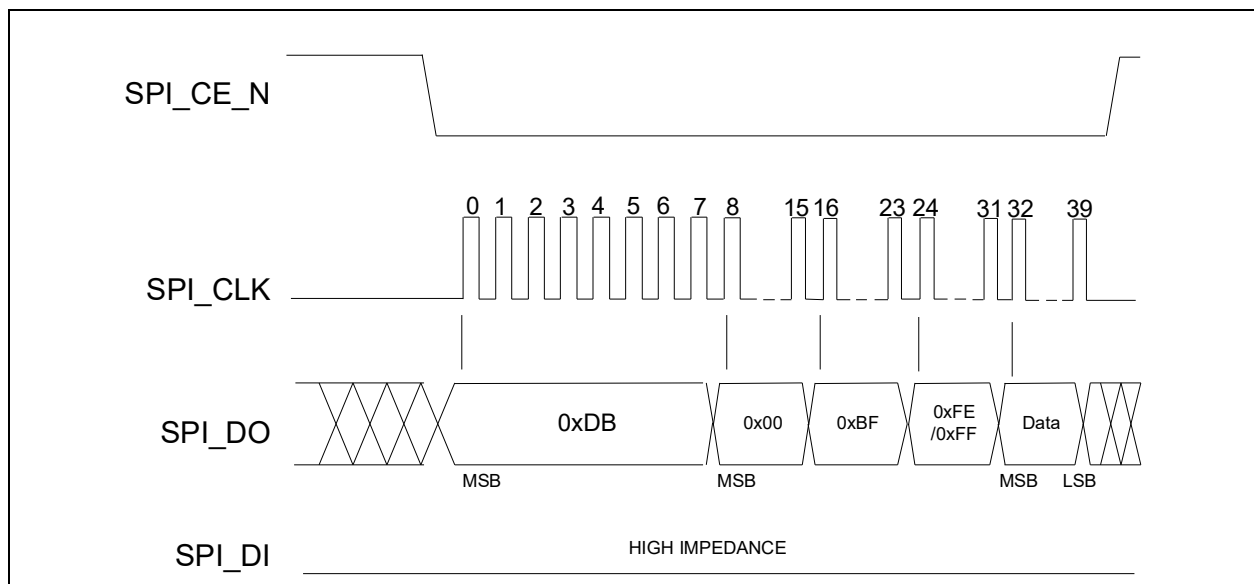 SPI_CE_N
0 1 2 3 4 5 6 7 8 15 16 23 24 31 32 39
SPI_CLK
SPI_DO
0xDB
0x00
0xBF
0xFE
/0xFF
Data
MSB MSB MSB LSB
SPI_DI
HIGH IMPEDANCE